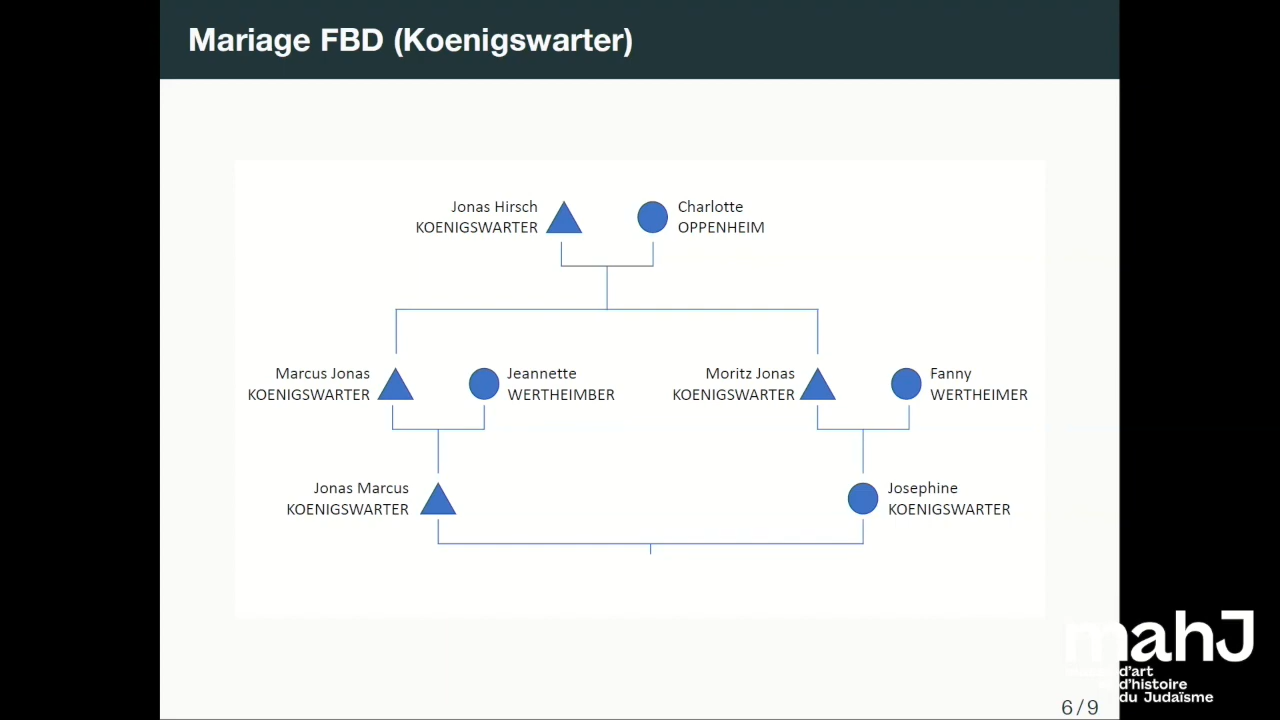 Mariage FBD (Koenigswarter)
Jonas Hirsch
KOENIGSWARTER
Charlotte
OPPENHEIM
Marcus Jonas
KOENIGSWARTER
Jeannette
WERTHEIMBER
Moritz Jonas
KOENIGSWARTER
Fanny
WERTHEIMER
Jonas Marcus
KOENIGSWARTER
Josephine
KOENIGSWARTER
mahJ
d'art
d'histoire
du Judaïsme
6/9